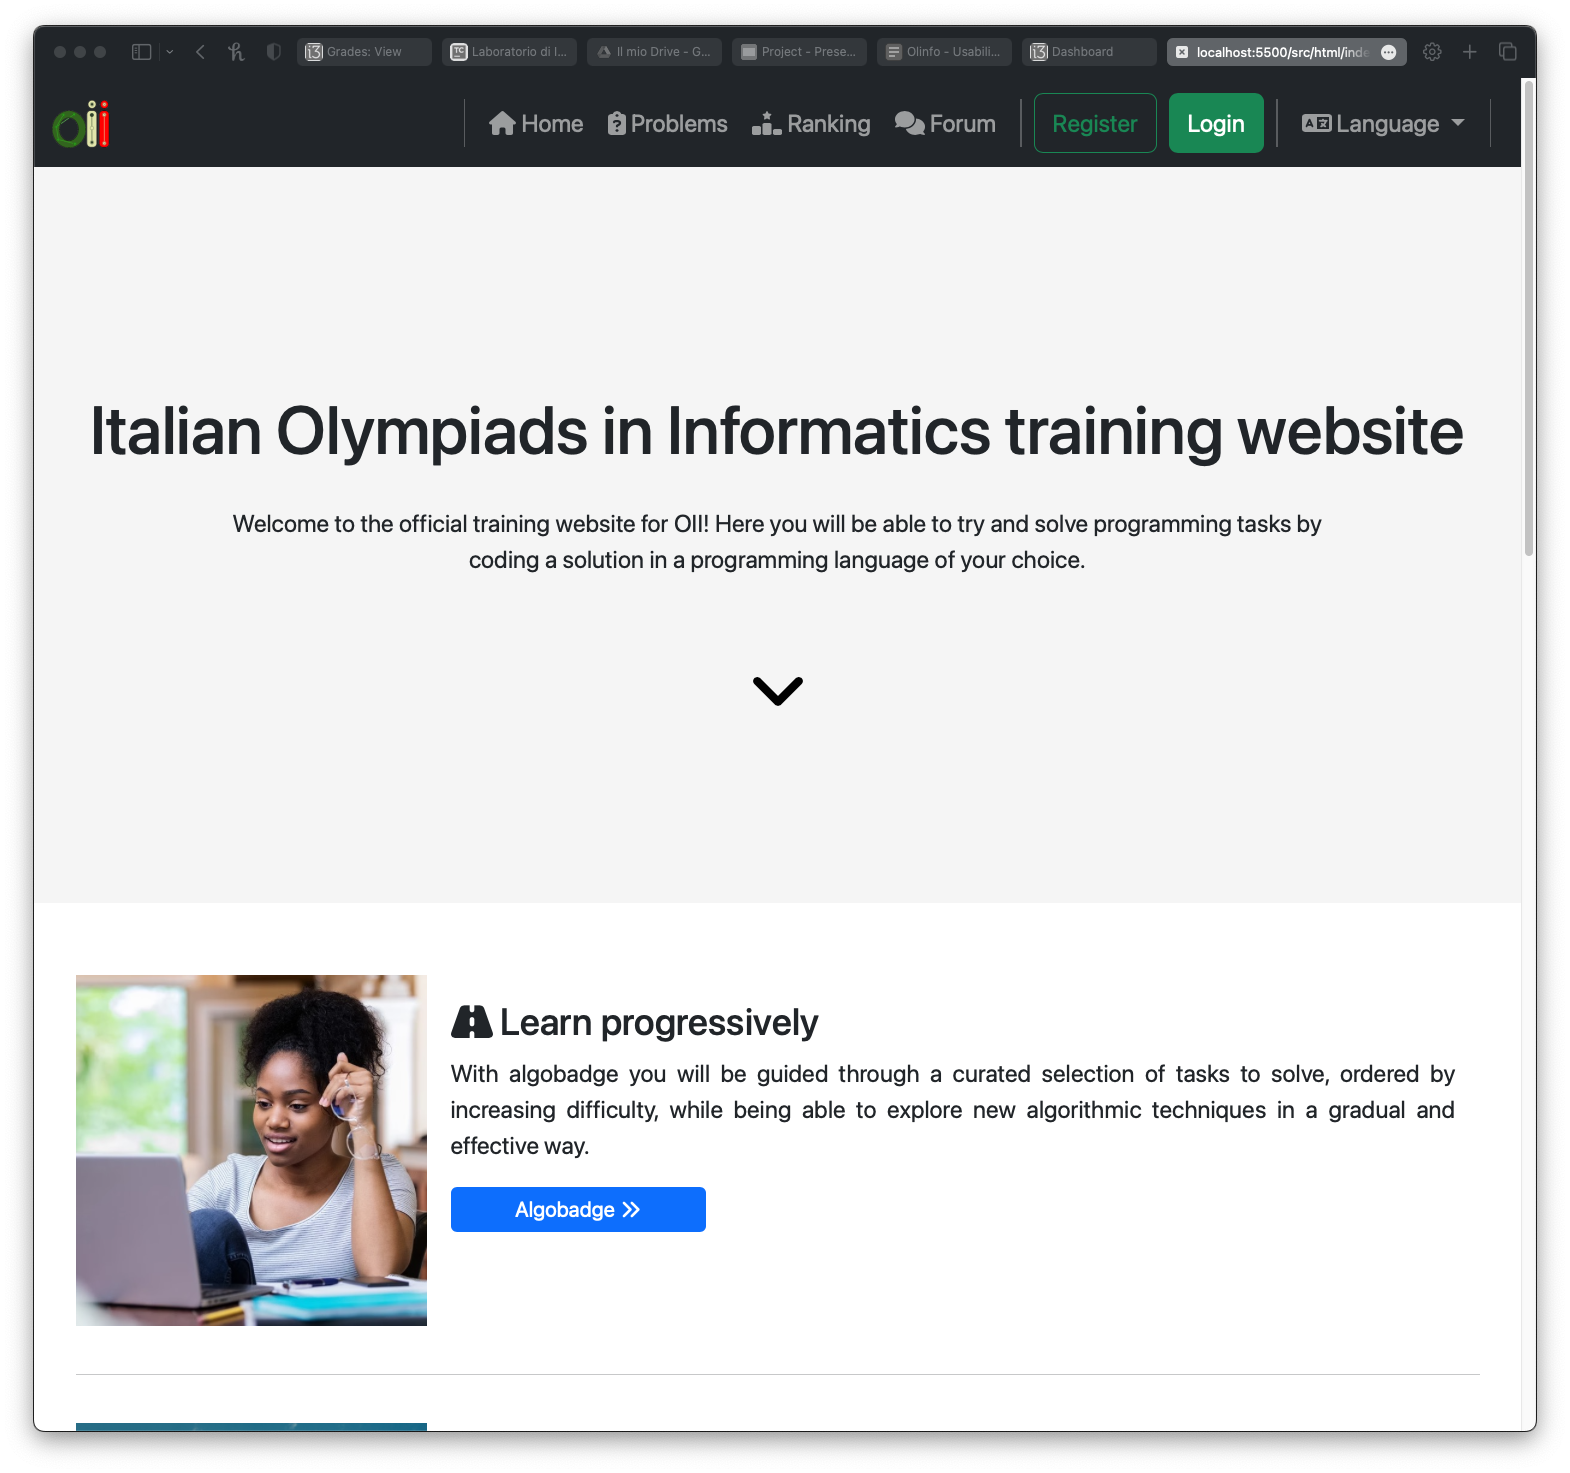 Grades: View
Laboratorio di I...
Il mio Drive - G...
Project - Prese...
Olinfo - Usabili...
Dashboard
localhost:5500/src/html/inde
oii
Home
Problems
Ranking
Forum
Register
Login
Language
Italian Olympiads in Informatics training website
Welcome to the official training website for OII! Here you will be able to try and solve programming tasks by
coding a solution in a programming language of your choice.
Learn progressively
With algobadge you will be guided through a curated selection of tasks to solve, ordered by
increasing difficulty, while being able to explore new algorithmic techniques in a gradual and
effective way.
Algobadge